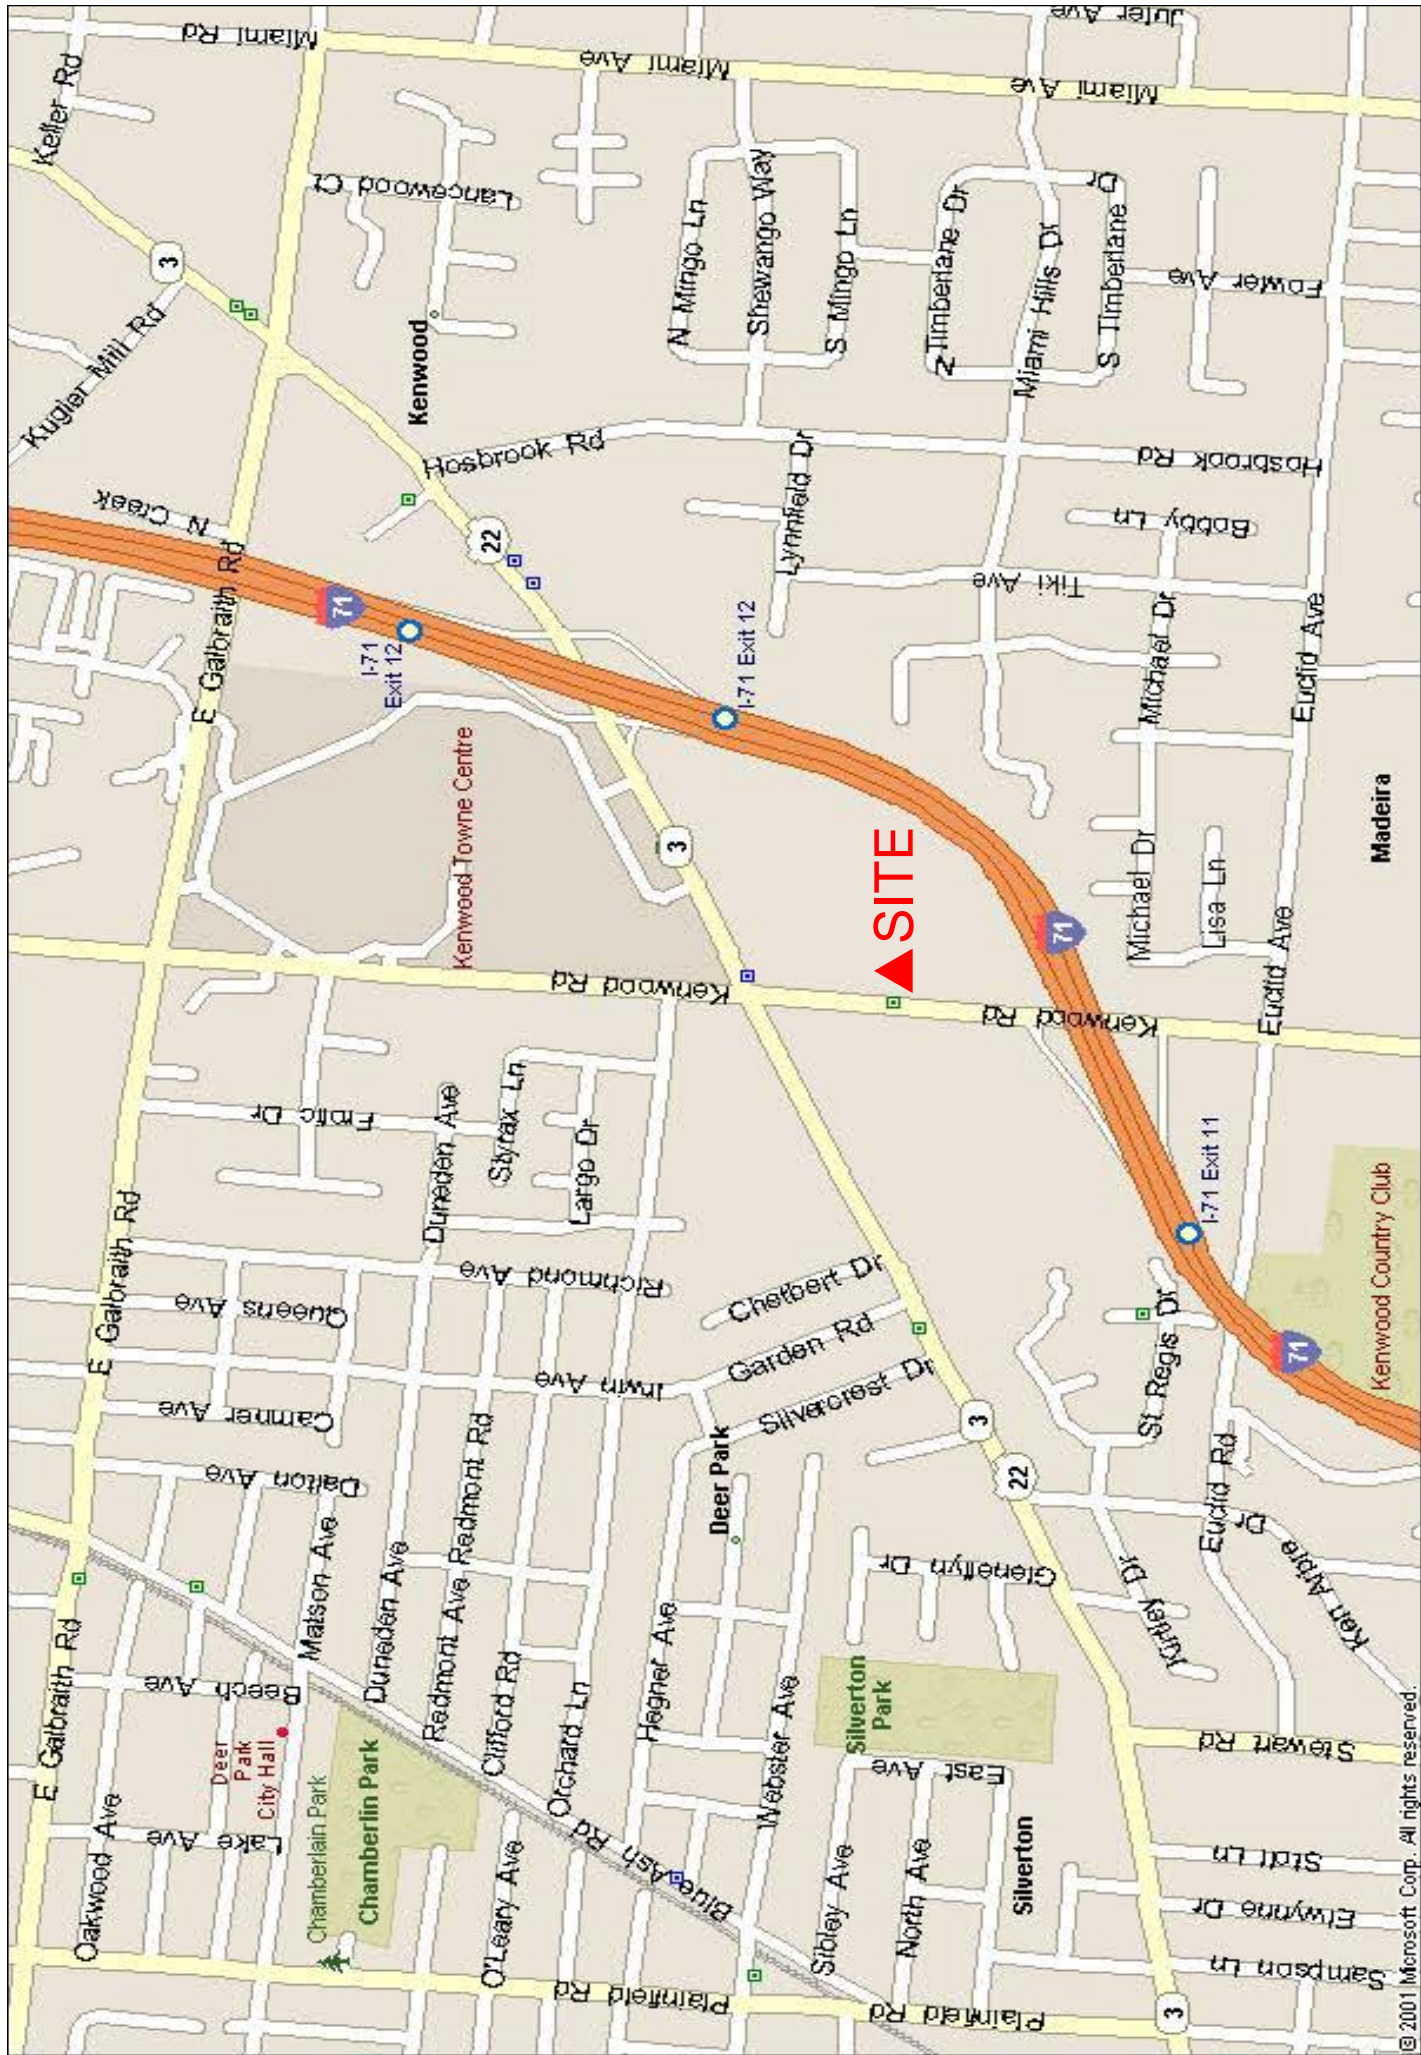 Keller Rd
Kugler Mill Rd
Oakwood Ave
E Galbraith Rd
E Galbraith Rd
E Galbraith Rd
N Creek
3
Miami Rd
Lake Ave
Beech Ave
Camner Ave
Dalton Ave
Queens Ave
Deer
Park
City Hall
Matson Ave
Frolic Dr
Chamberlain Park
Chamberlin Park
71
I-71
Exit 12
Lancewood Ct
Duneden Ave
Duneden Ave
Kenwood
Redmont Ave
Redmont Rd
Kenwood Towne Centre
Hosbrook Rd
22
O'Leary Ave
Clifford Rd
Styrax Ln
Richmond Ave
Orchard Ln
Largo Dr
Irwin Ave
Kenwood Rd
Miami Ave
Plainfield Rd
Blue Ash Rd
Hegner Ave
3
N Mingo Ln
Deer Park
Chetbert Dr
Garden Rd
Silvercrest Dr
I-71 Exit 12
Shewango Way
Webster Ave
Lynnfield Dr
S Mingo Ln
Sibley Ave
Silverton
Park
SITE
Glenellyn Dr
East Ave
North Ave
N Timberlane Dr
Plainfield Rd
3
22
Kenwood Rd
Tiki Ave
Miami Hills Dr
Miami Ave
Silverton
71
Kirtley Dr
St. Regis Dr
Michael Dr
Michael Dr
S Timberlane Dr
Juler Ave
3
I-71 Exit 11
Lisa Ln
Bobby Ln
Hosbrook Rd
Fowler Ave
Euclid Rd
Euclid Ave
Euclid Ave
Stewart Rd
Stoll Ln
Elwynne Dr
Sampson Ln
Ken Arbre Dr
71
Kenwood Country Club
Madeira
© 2001 Microsoft Corp. All rights reserved.